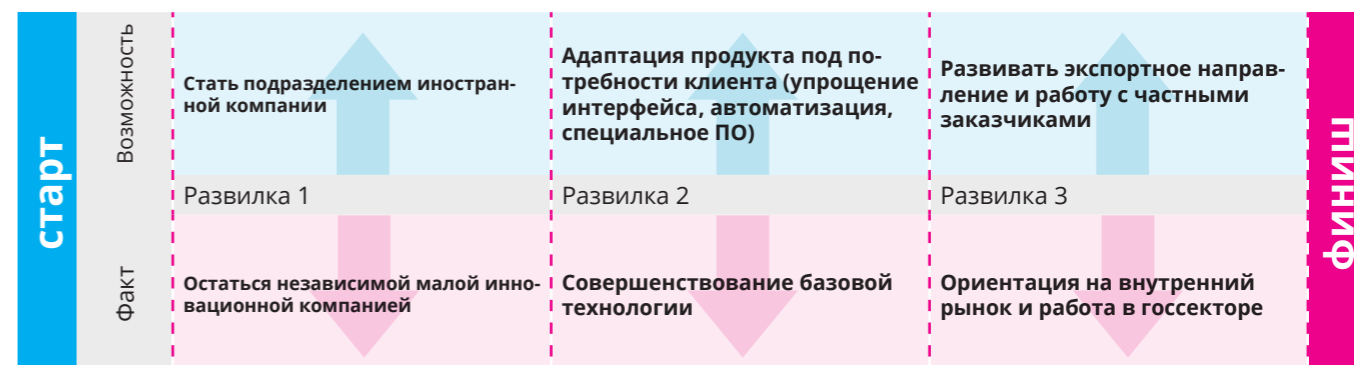 старт
Возможность
Стать подразделением иностран-
ной компании
Адаптация продукта под по-
требности клиента (упрощение
интерфейса, автоматизация,
специальное ПО)
Развивать экспортное направ-
ление и работу с частными
заказчиками
Развилка 1
Развилка 2
Развилка 3
Факт
Остаться независимой малой инно-
вационной компанией
Совершенствование базовой
технологии
Ориентация на внутренний
рынок и работа в госсекторе
финиш